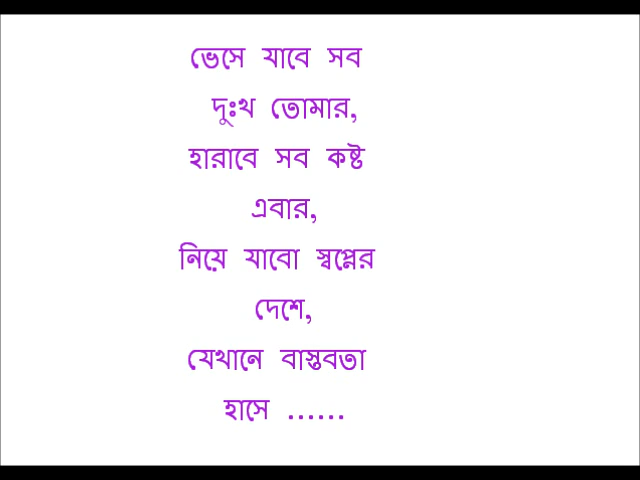 ভেসে যাবে সব
দুঃখ তোমার,
হারাবে সব কষ্ট
এবার,
নিয়ে যাবো স্বপ্নের
দেশে,
যেখানে বাস্তবতা
হাসে ......